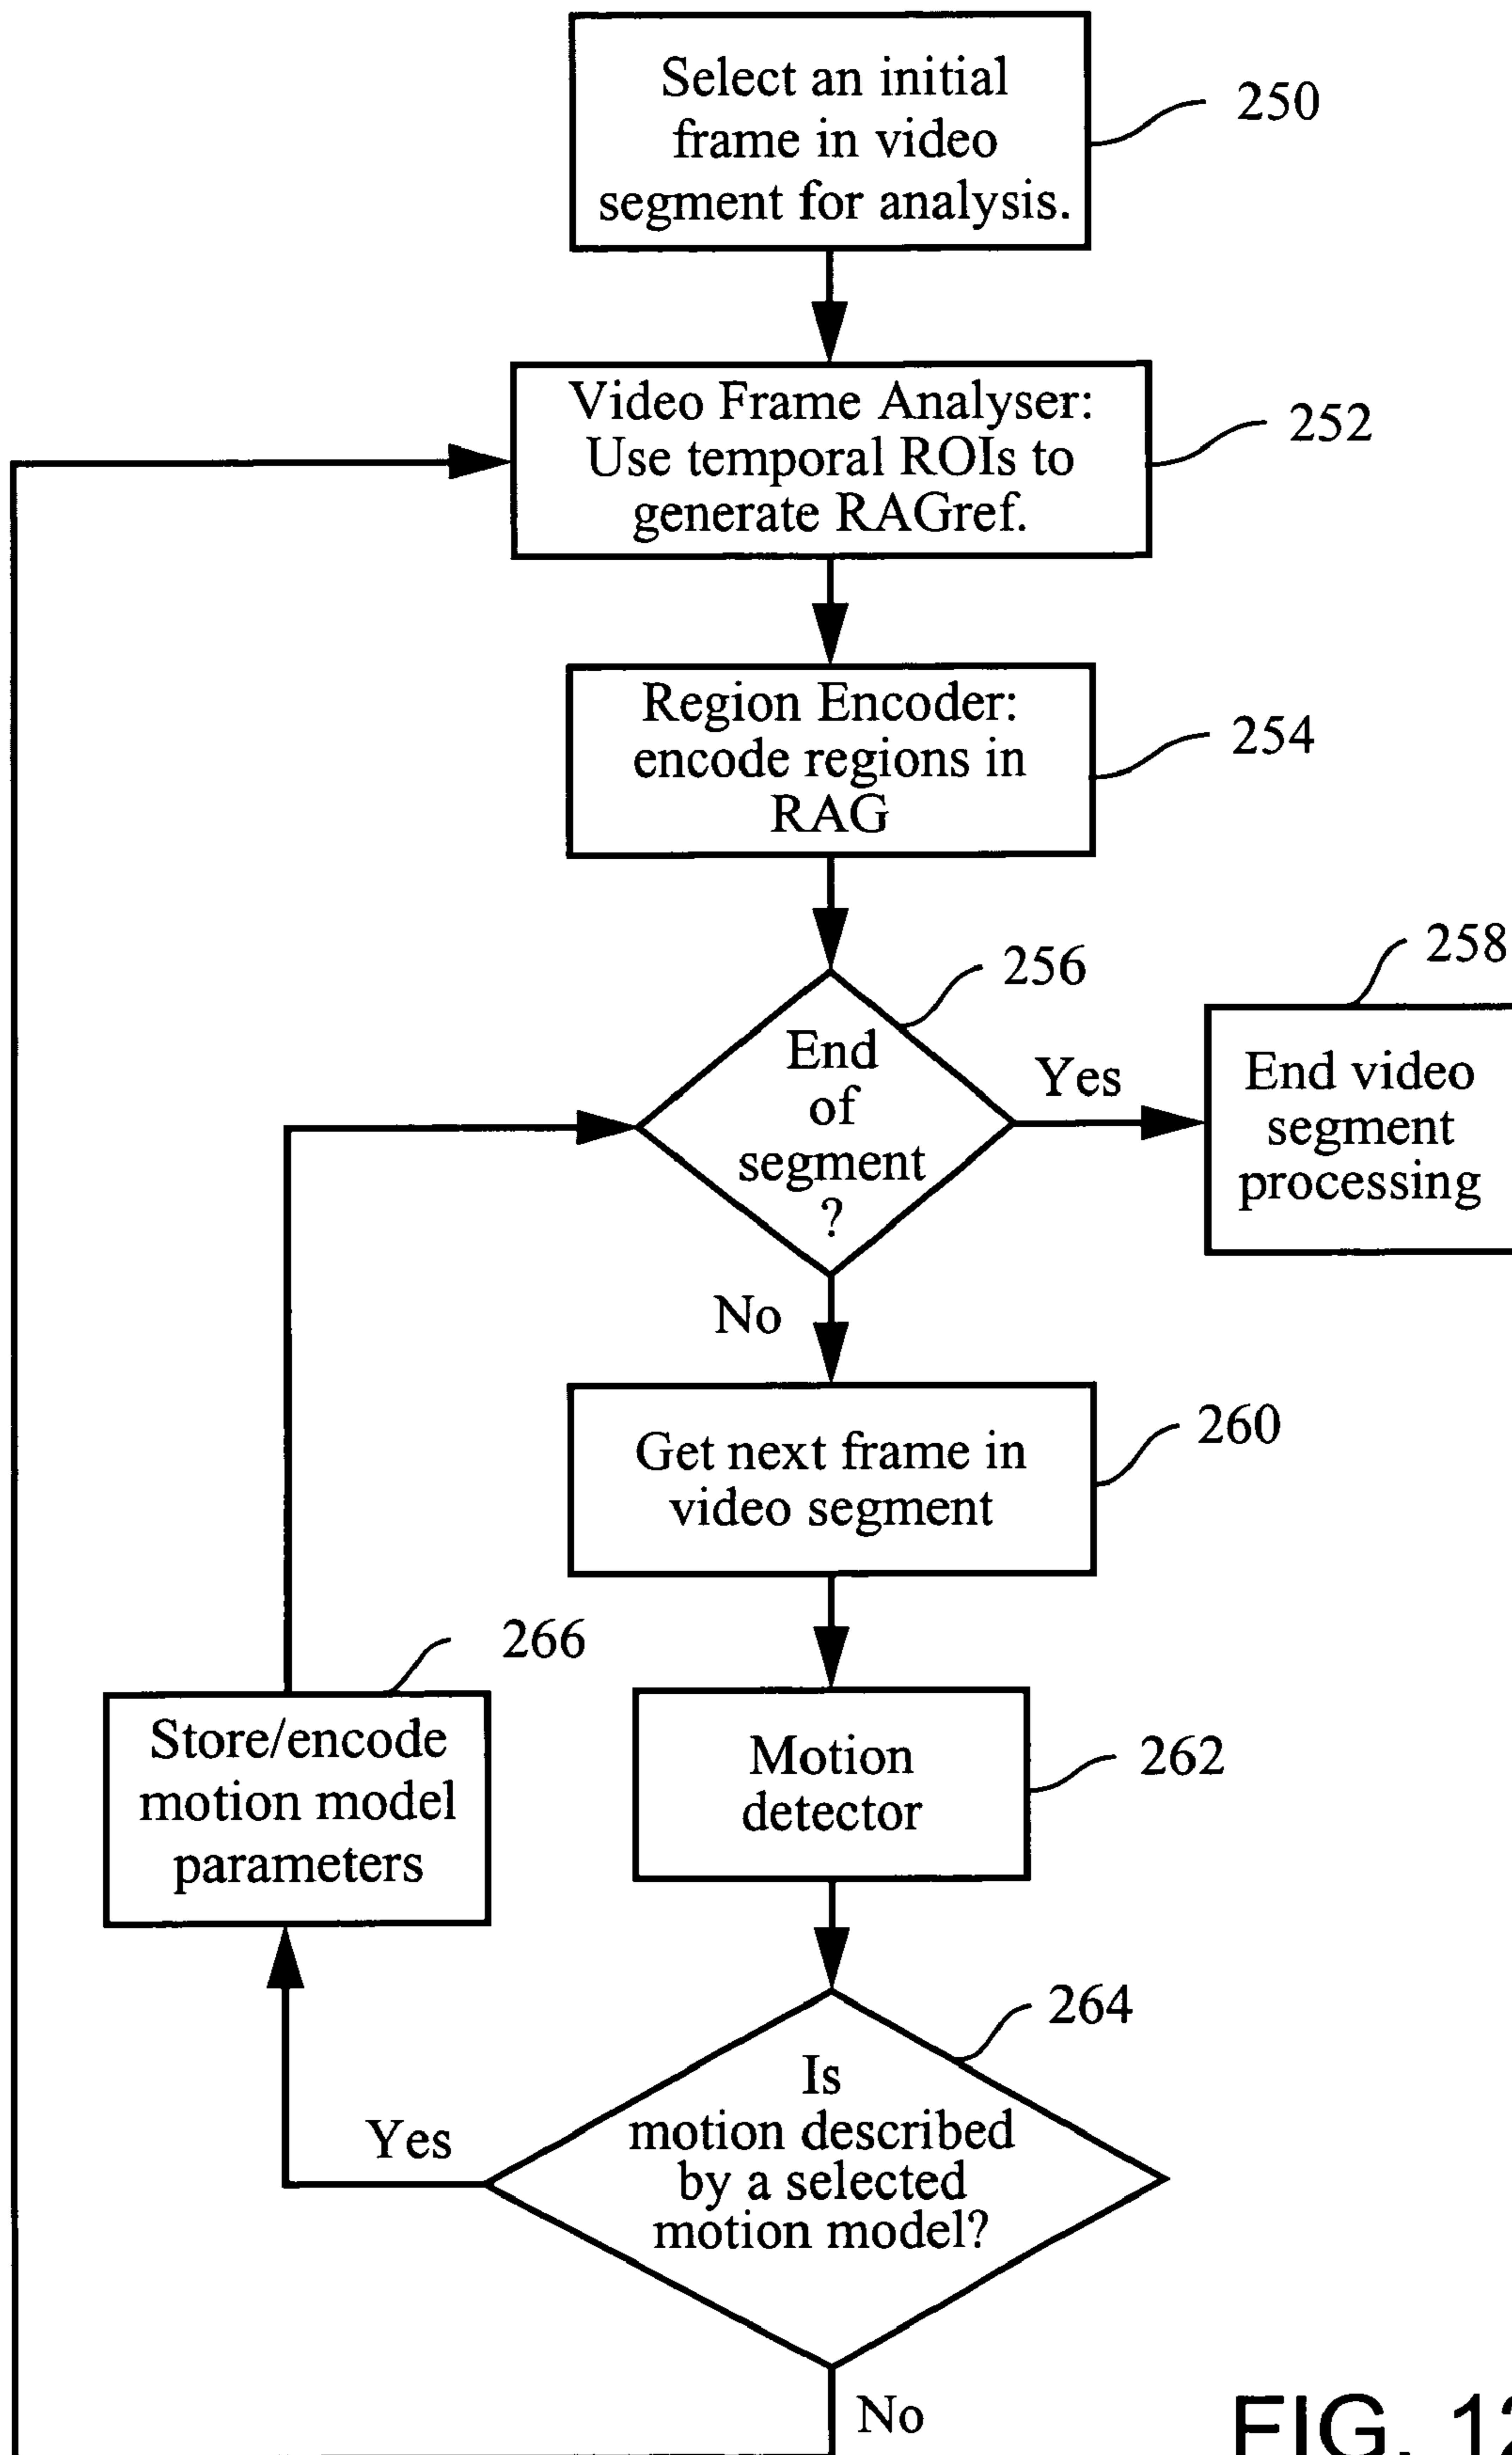 Select an initial
frame in video
segment for analysis.
250
Video Frame Analyser:
Use temporal ROIs to
generate RAGref.
252
Region Encoder:
encode regions in
RAG
254
256
258
End
of
segment
?
Yes
End video
segment
processing
No
Get next frame in
video segment
260
266
Store/encode
motion model
parameters
Motion
detector
262
264
Is
motion described
by a selected
motion model?
Yes
No
FIG. 12